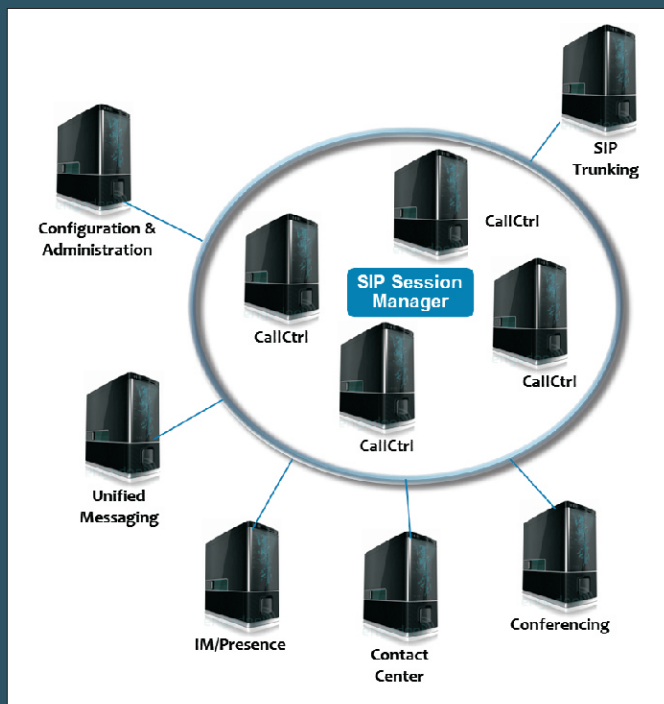 SIP
Trunking
Configuration &
Administration
CallCtrl
SIP Session
Manager
CallCtrl
CallCtrl
CallCtrl
Unified
Messaging
IM/Presence
Contact
Center
Conferencing